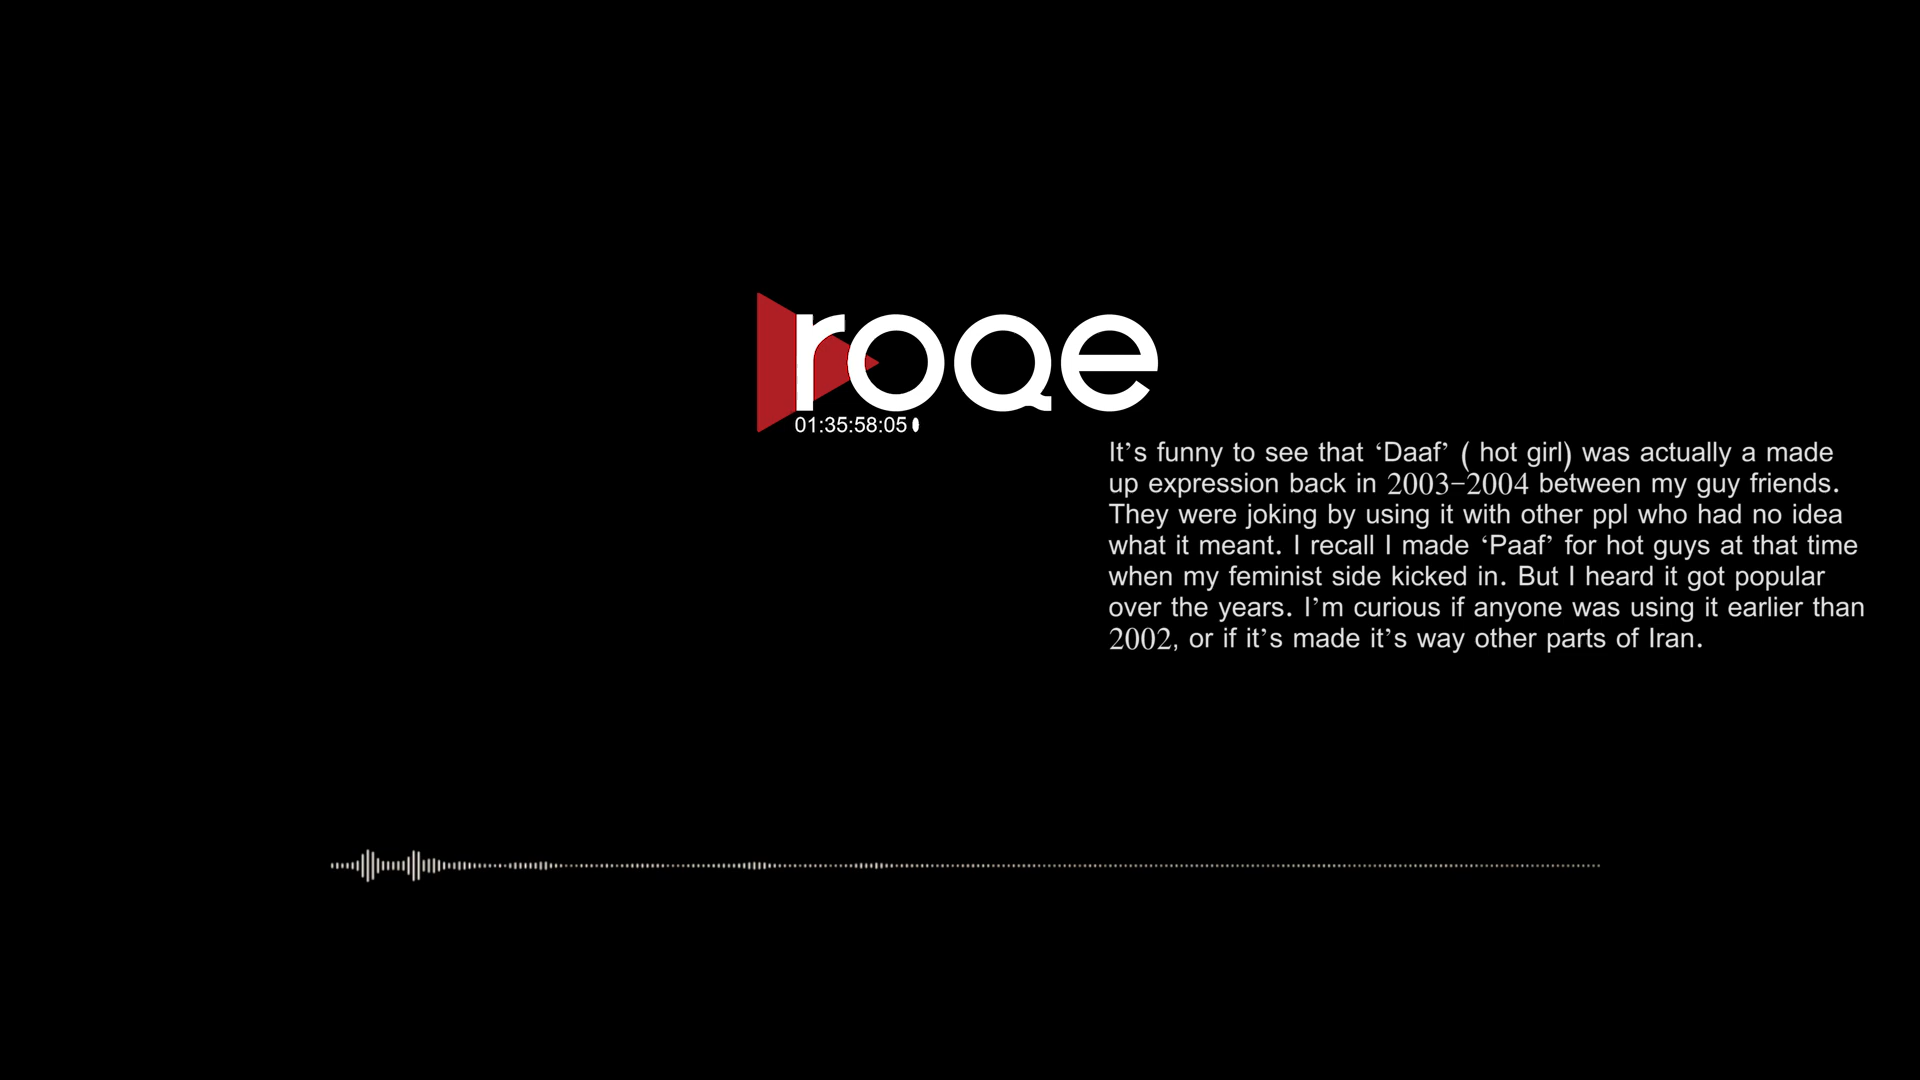 roqe
01:35:58:05
It’s funny to see that ‘Daaf’ ( hot girl) was actually a made
up expression back in 2003-2004 between my guy friends.
They were joking by using it with other ppl who had no idea
what it meant. I recall I made ‘Paaf’ for hot guys at that time
when my feminist side kicked in. But I heard it got popular
over the years. I’m curious if anyone was using it earlier than
2002, or if it’s made it’s way other parts of Iran.